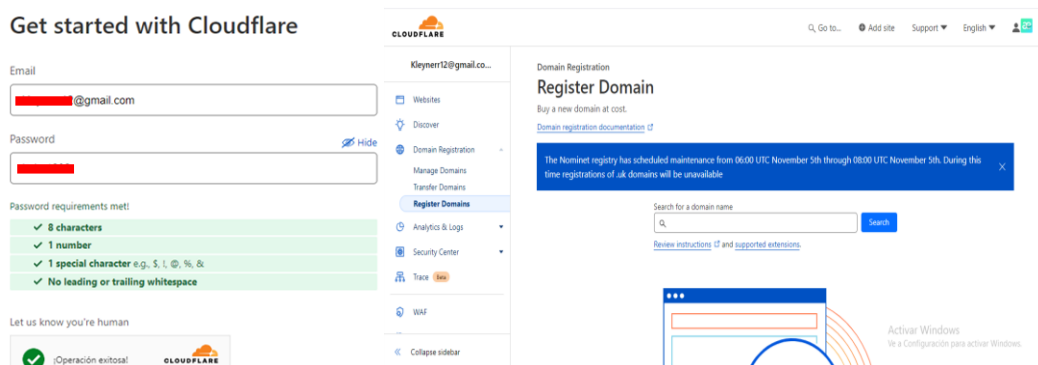 Get started with Cloudflare
Email
@gmail.com
Password
Hide
Password requirements met!
8 characters
1 number
1 special character e.g., $, !, @, %, &
No leading or trailing whitespace
Let us know you're human
¡Operación exitosa!
CLOUDFLARE
CLOUDFLARE
Go to...
Add site
Support
English
Kleynerr12@gmail.co...
Websites
Discover
Domain Registration
Manage Domains
Transfer Domains
Register Domains
Analytics & Logs
Security Center
Trace Beta
WAF
Collapse sidebar
Domain Registration
Register Domain
Buy a new domain at cost.
Domain registration documentation
The Nominet registry has scheduled maintenance from 06:00 UTC November 5th through 08:00 UTC November 5th. During this
time registrations of .uk domains will be unavailable
Search for a domain name
Search
Review instructions and supported extensions.
Activar Windows
Ve a Configuración para activar Windows.